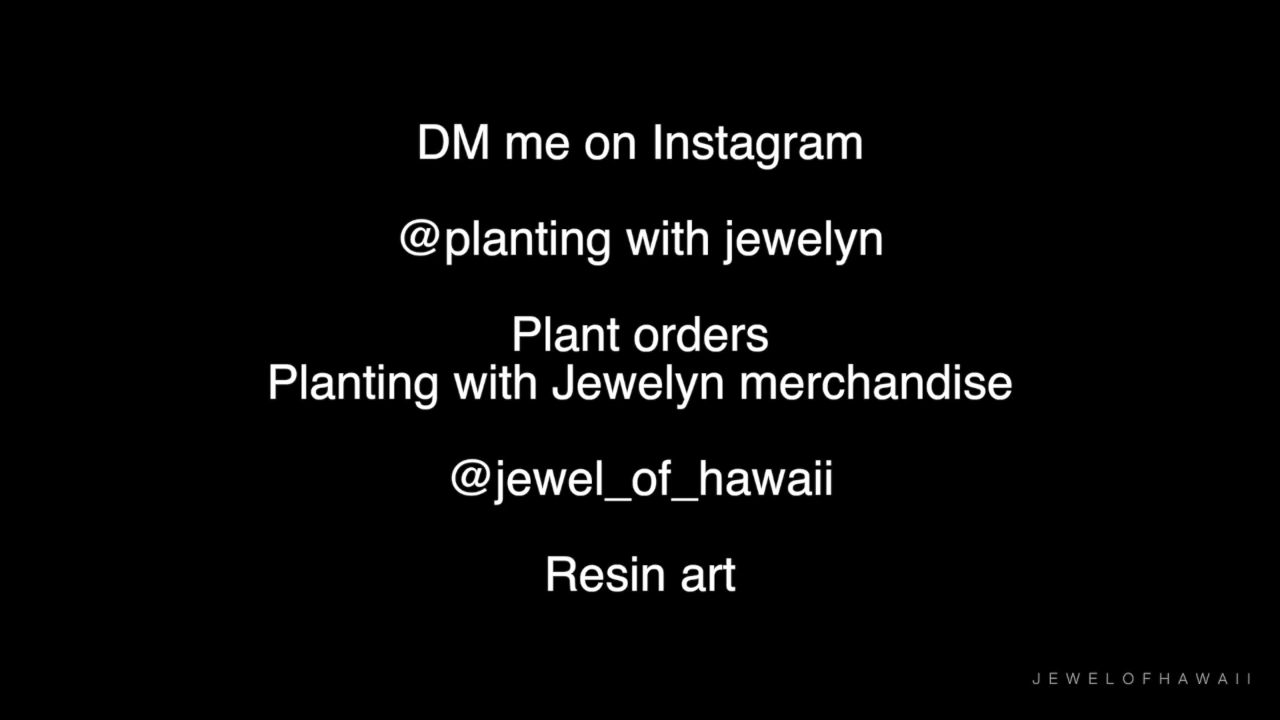 DM me on Instagram
@planting with jewelyn
Plant orders
Planting with Jewelyn merchandise
@jewel_of_hawaii
Resin art
JEWELOFHAWAII